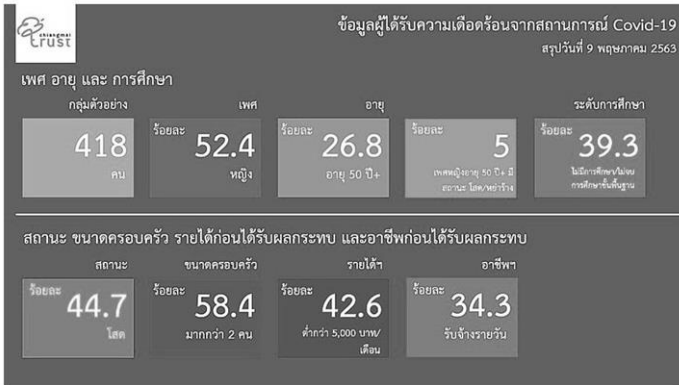 chiangmai
trust
ข้อมูลผู้ได้รับความเดือดร้อนจากสถานการณ์ Covid-19
สรุปวันที่ 9 พฤษภาคม 2563
เพศ อายุ และ การศึกษา
กลุ่มตัวอย่าง เพศ อายุ ระดับการศึกษา
418
คน
ร้อยละ
52.4
หญิง
ร้อยละ
26.8
อายุ 50 ปี+
ร้อยละ
5
เพศหญิงอายุ 50 ปี+ มี
สถานะ โสด/หย่าร้าง
ร้อยละ
39.3
ไม่มีการศึกษา/ไม่จบ
การศึกษาขั้นพื้นฐาน
สถานะ ขนาดครอบครัว รายได้ก่อนได้รับผลกระทบ และอาชีพก่อนได้รับผลกระทบ
สถานะ ขนาดครอบครัว รายได้ฯ อาชีพฯ
ร้อยละ
44.7
โสด
ร้อยละ
58.4
มากกว่า 2 คน
ร้อยละ
42.6
ต่ำกว่า 5,000 บาท/
เดือน
ร้อยละ
34.3
รับจ้างรายวัน